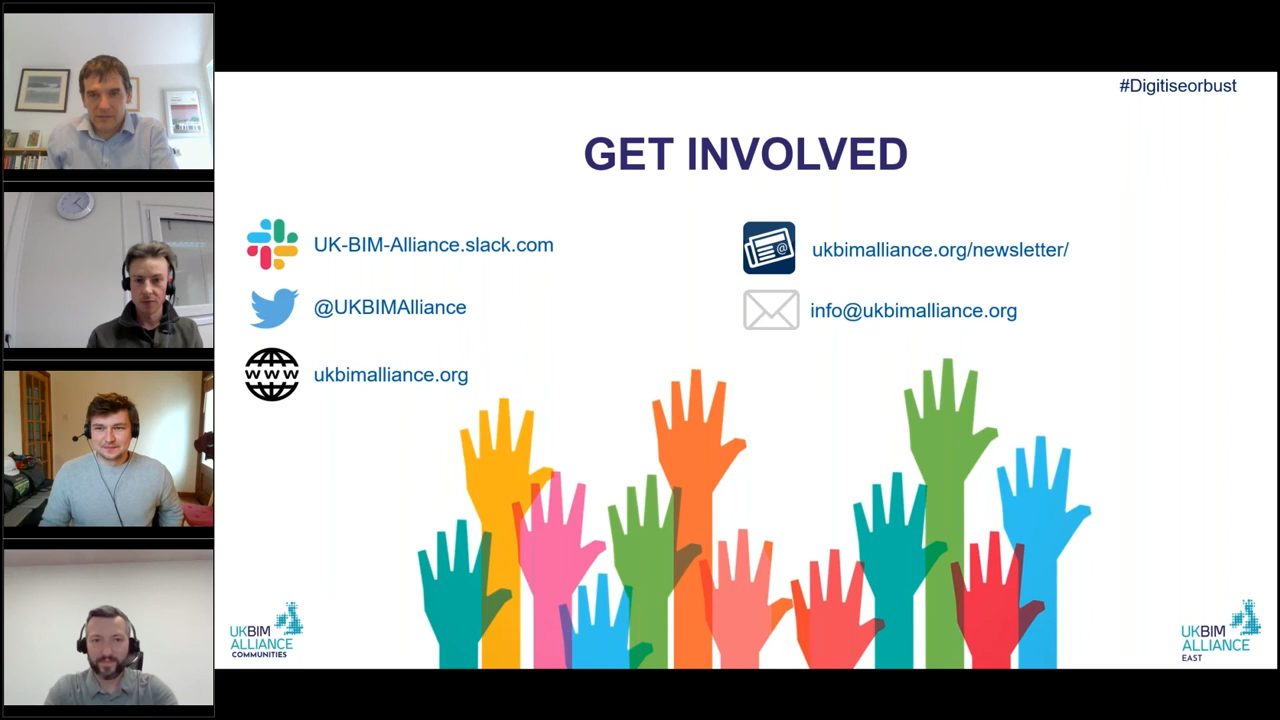 #Digitiseorbust
GET INVOLVED
UK-BIM-Alliance.slack.com
@UKBIMAlliance
WWW
ukbimalliance.org
@
ukbimalliance.org/newsletter/
info@ukbimalliance.org
UKBIM
ALLIANCE
COMMUNITIES
UKBIM
ALLIANCE
EAST